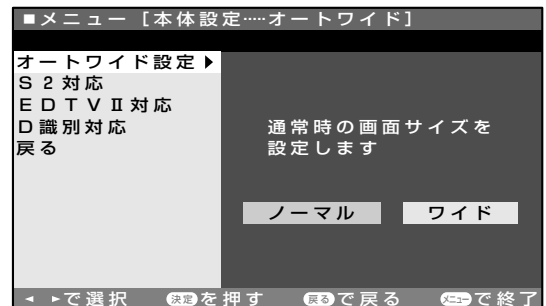 ■メニュー [本体設定……オートワイド]
オートワイド設定▶
S2対応
EDTVⅡ対応
D識別対応
戻る
通常時の画面サイズを
設定します
ノーマル ワイド
◂ ▸で選択 決定を押す 戻るで戻る メニューで終了